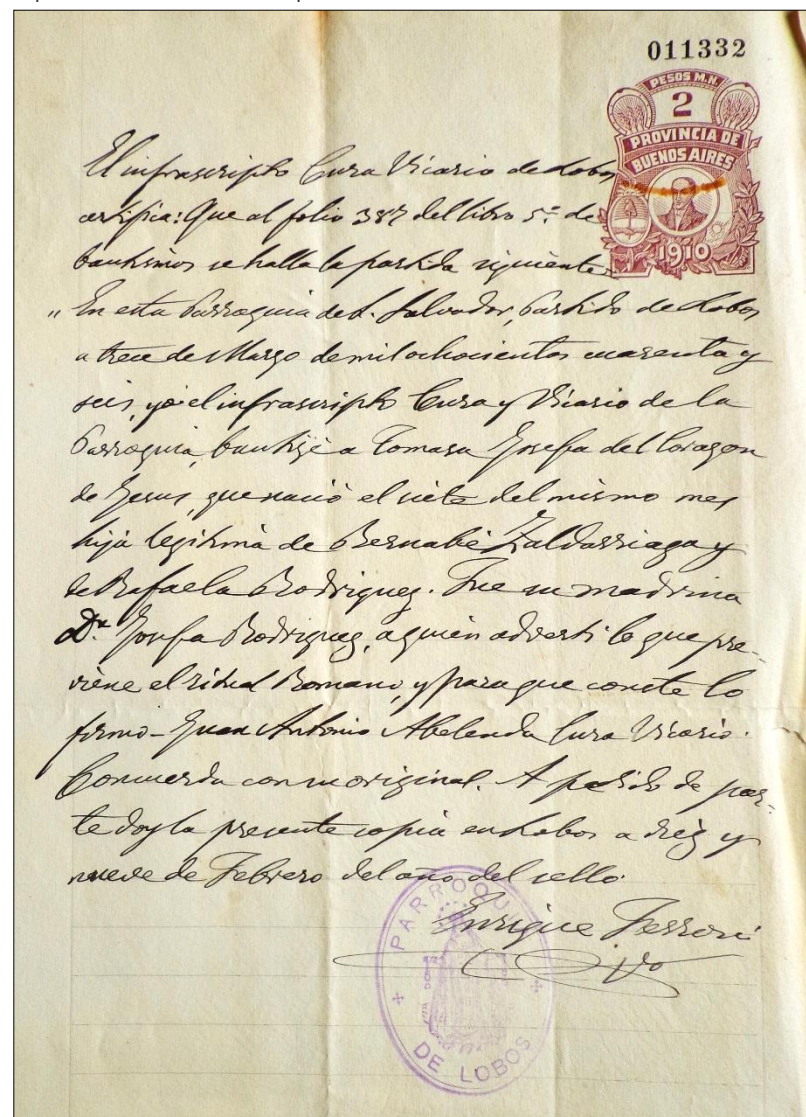 011332
PESOS M.N.
2
PROVINCIA DE
BUENOS AIRES
1910
El infrascripto Cura Vicario de Lobos
certifica: Que al folio 387 del libro 5º de
bautismos se halla la partida siguiente
"En esta Parroquia del S. Salvador, Partido de Lobos
a trece de Marzo de mil ochocientos cuarenta y
seis, yo el infrascripto Cura y Vicario de la
Parroquia, bautizé a Tomasa Josefa del Corazon
de Jesus, que nació el siete del mismo mes
hija legitima de Bernabé Zaldarriaga y
de Rafaela Rodriguez. Fue su madrina
Dª Josefa Rodriguez, a quién adverti lo que pre-
viene el ritual Romano, y para que conste lo
firmo - Juan Antonio Abelenda Cura Vicario.
Concuerda con su original. A pedido de par-
te doy la presente copia en Lobos a diez y
nueve de Febrero del año del sello.
Enrique Ferroni
PARROQUIA
DE LOBOS